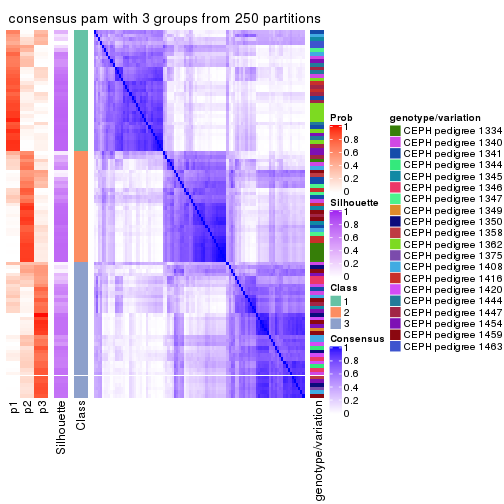 consensus pam with 3 groups from 250 partitions
p1
p2
p3
Silhouette
Class
genotype/variation
Prob
1
0.8
0.6
0.4
0.2
0
Silhouette
1
0.8
0.6
0.4
0.2
0
Class
1
2
3
Consensus
1
0.8
0.6
0.4
0.2
0
genotype/variation
CEPH pedigree 1334
CEPH pedigree 1340
CEPH pedigree 1341
CEPH pedigree 1344
CEPH pedigree 1345
CEPH pedigree 1346
CEPH pedigree 1347
CEPH pedigree 1349
CEPH pedigree 1350
CEPH pedigree 1358
CEPH pedigree 1362
CEPH pedigree 1375
CEPH pedigree 1408
CEPH pedigree 1416
CEPH pedigree 1420
CEPH pedigree 1444
CEPH pedigree 1447
CEPH pedigree 1454
CEPH pedigree 1459
CEPH pedigree 1463